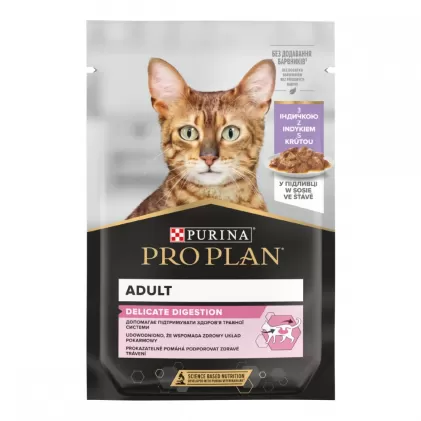 БЕЗ ДОДАВАННЯ
БАРВНИКІВ
З
ІНДИЧКОЮ
Z
INDYKIEM
S
KRŮTOU
У ПІДЛИВЦІ
W SOSIE
VE ŠŤÁVĚ
PURINA
PRO PLAN
ADULT
DELICATE DIGESTION
ДОПОМАГАЄ ПІДТРИМУВАТИ ЗДОРОВ'Я ТРАВНОЇ
СИСТЕМИ
UDOWODNIONO, ŻE WSPOMAGA ZDROWY UKŁAD
POKARMOWY
PROKAZATELNĚ POMÁHÁ PODPOROVAT ZDRAVÉ
TRÁVENÍ
SCIENCE BASED NUTRITION